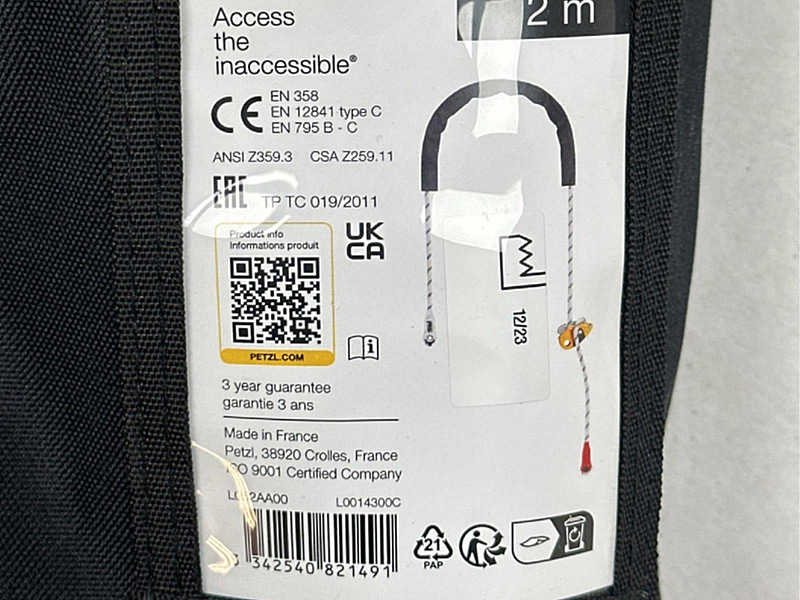 Access
the
inaccessible®
2 m
CE
EN 358
EN 12841 type C
EN 795 B - C
ANSI Z359.3 CSA Z259.11
EAC TP TC 019/2011
Product info
Informations produit
UK
CA
PETZL.COM
12/23
3 year guarantee
garantie 3 ans
Made in France
Petzl, 38920 Crolles, France
ISO 9001 Certified Company
L0014300C
342540 821491
21
PAP